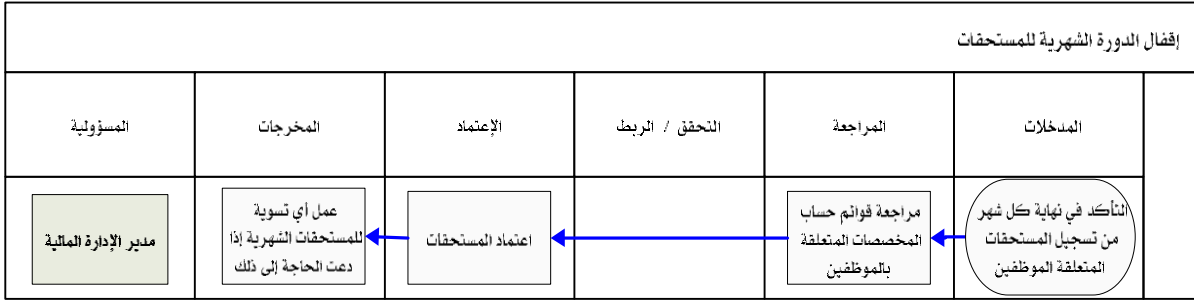 إقفال الدورة الشهرية للمستحقات
المدخلات
المراجعة
التحقق / الربط
الإعتماد
المخرجات
المسؤولية
التأكد في نهاية كل شهر
من تسجيل المستحقات
المتعلقة الموظفين
مراجعة قوائم حساب
المخصصات المتعلقة
بالموظفين
اعتماد المستحقات
عمل أي تسوية
للمستحقات الشهرية إذا
دعت الحاجة إلى ذلك
مدير الإدارة المالية